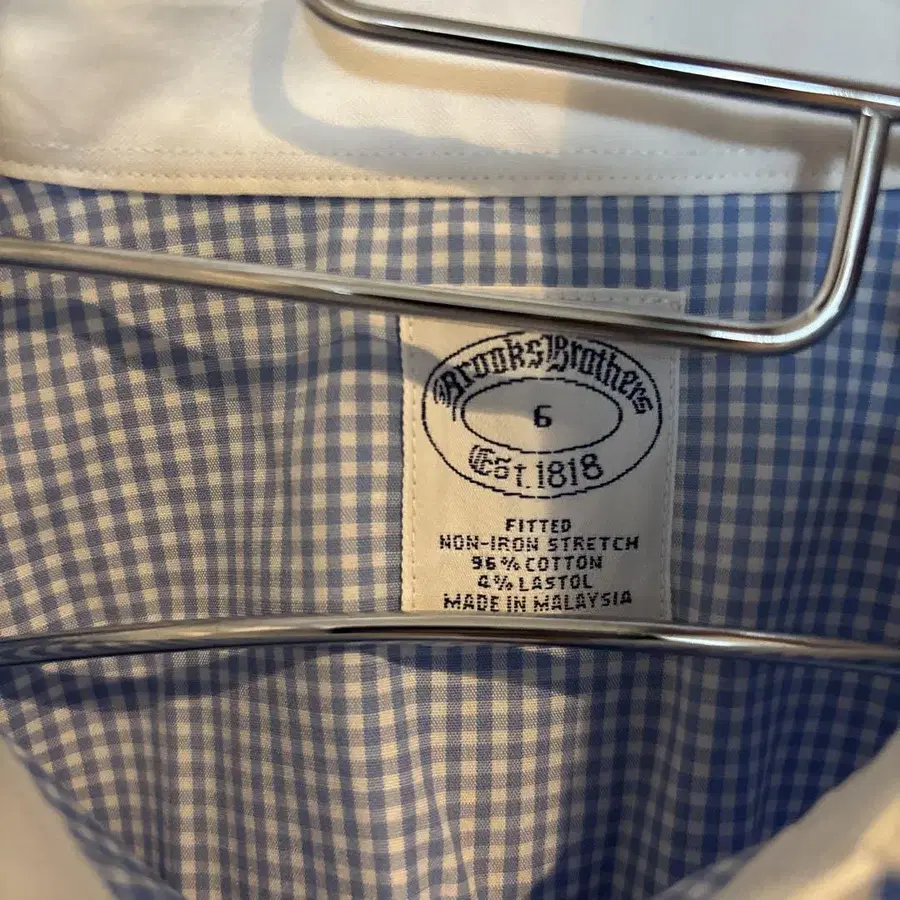 Brooks Brothers
6
Est. 1818
FITTED
NON-IRON STRETCH
96% COTTON
4% LASTOL
MADE IN MALAYSIA